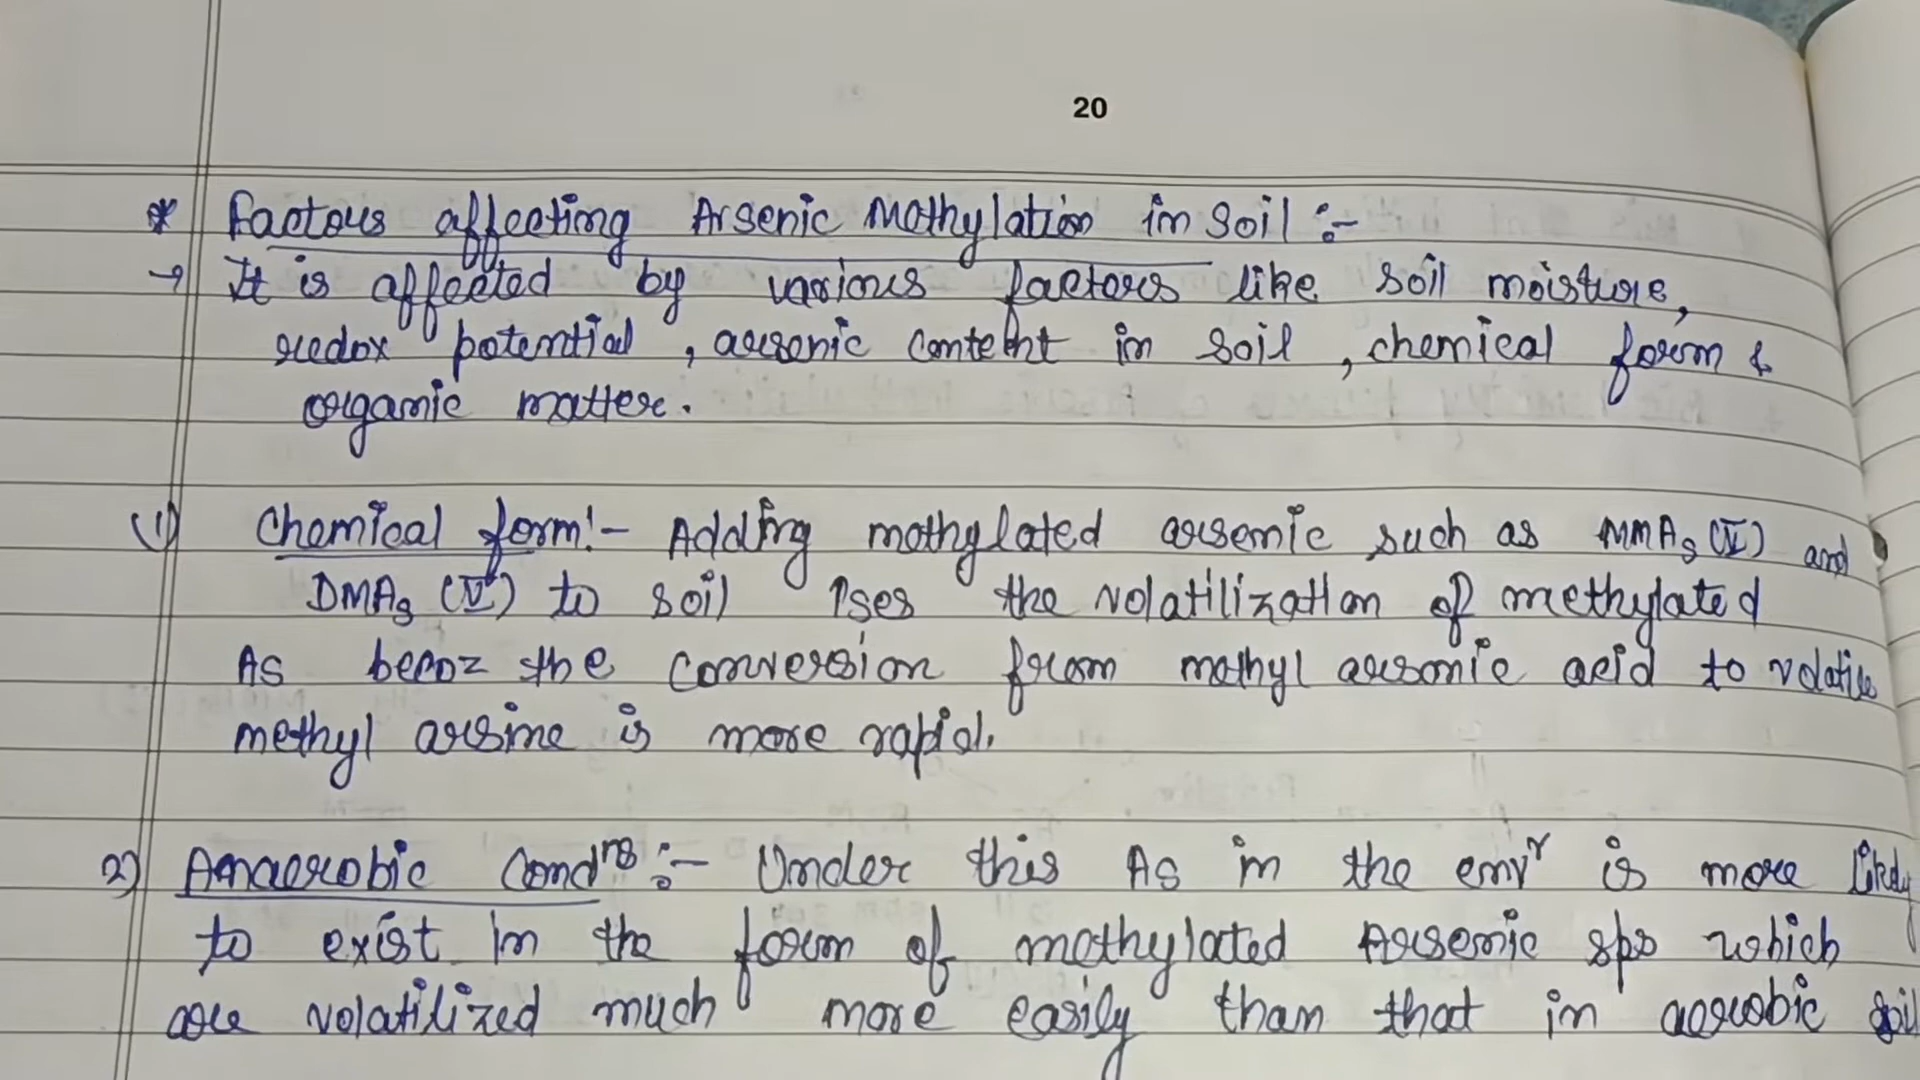 20
* Factors affecting Arsenic Methylation in soil :-
→ It is affected by various factors like soil moisture,
redox potential, arsenic content in soil, chemical form &
organic matter.
(1) Chemical form:- Adding methylated arsenic such as MMAs (V) and
DMAs (V) to soil ↑ses the volatilization of methylated
As becoz the conversion from methyl arsonic acid to volatile
methyl arsine is more rapid.
2) Anaerobic Condns :- Under this As in the envr is more likely
to exist in the form of methylated Arsenic sps which
are volatilized much more easily than that in aerobic soil